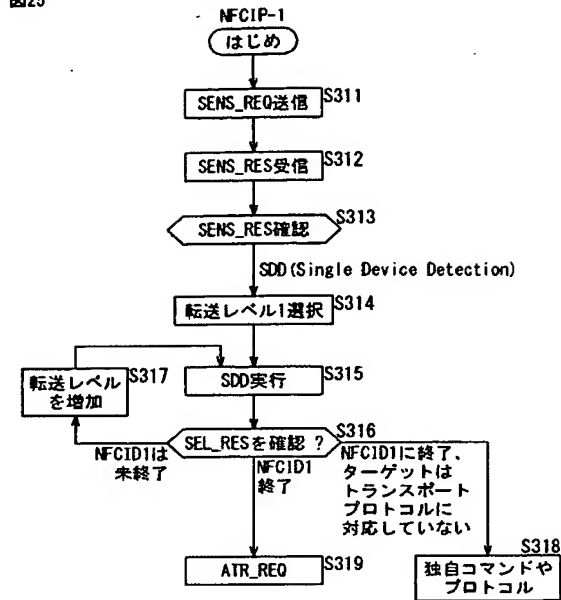 図25
NFCIP-1
はじめ
SENS_REQ送信
S311
SENS_RES受信
S312
SENS_RES確認
S313
SDD(Single Device Detection)
転送レベル1選択
S314
転送レベル
を増加
S317
SDD実行
S315
SEL_RESを確認 ?
S316
NFCID1は
未終了
NFCID1
終了
NFCID1に終了、
ターゲットは
トランスポート
プロトコルに
対応していない
ATR_REQ
S319
S318
独自コマンドや
プロトコル